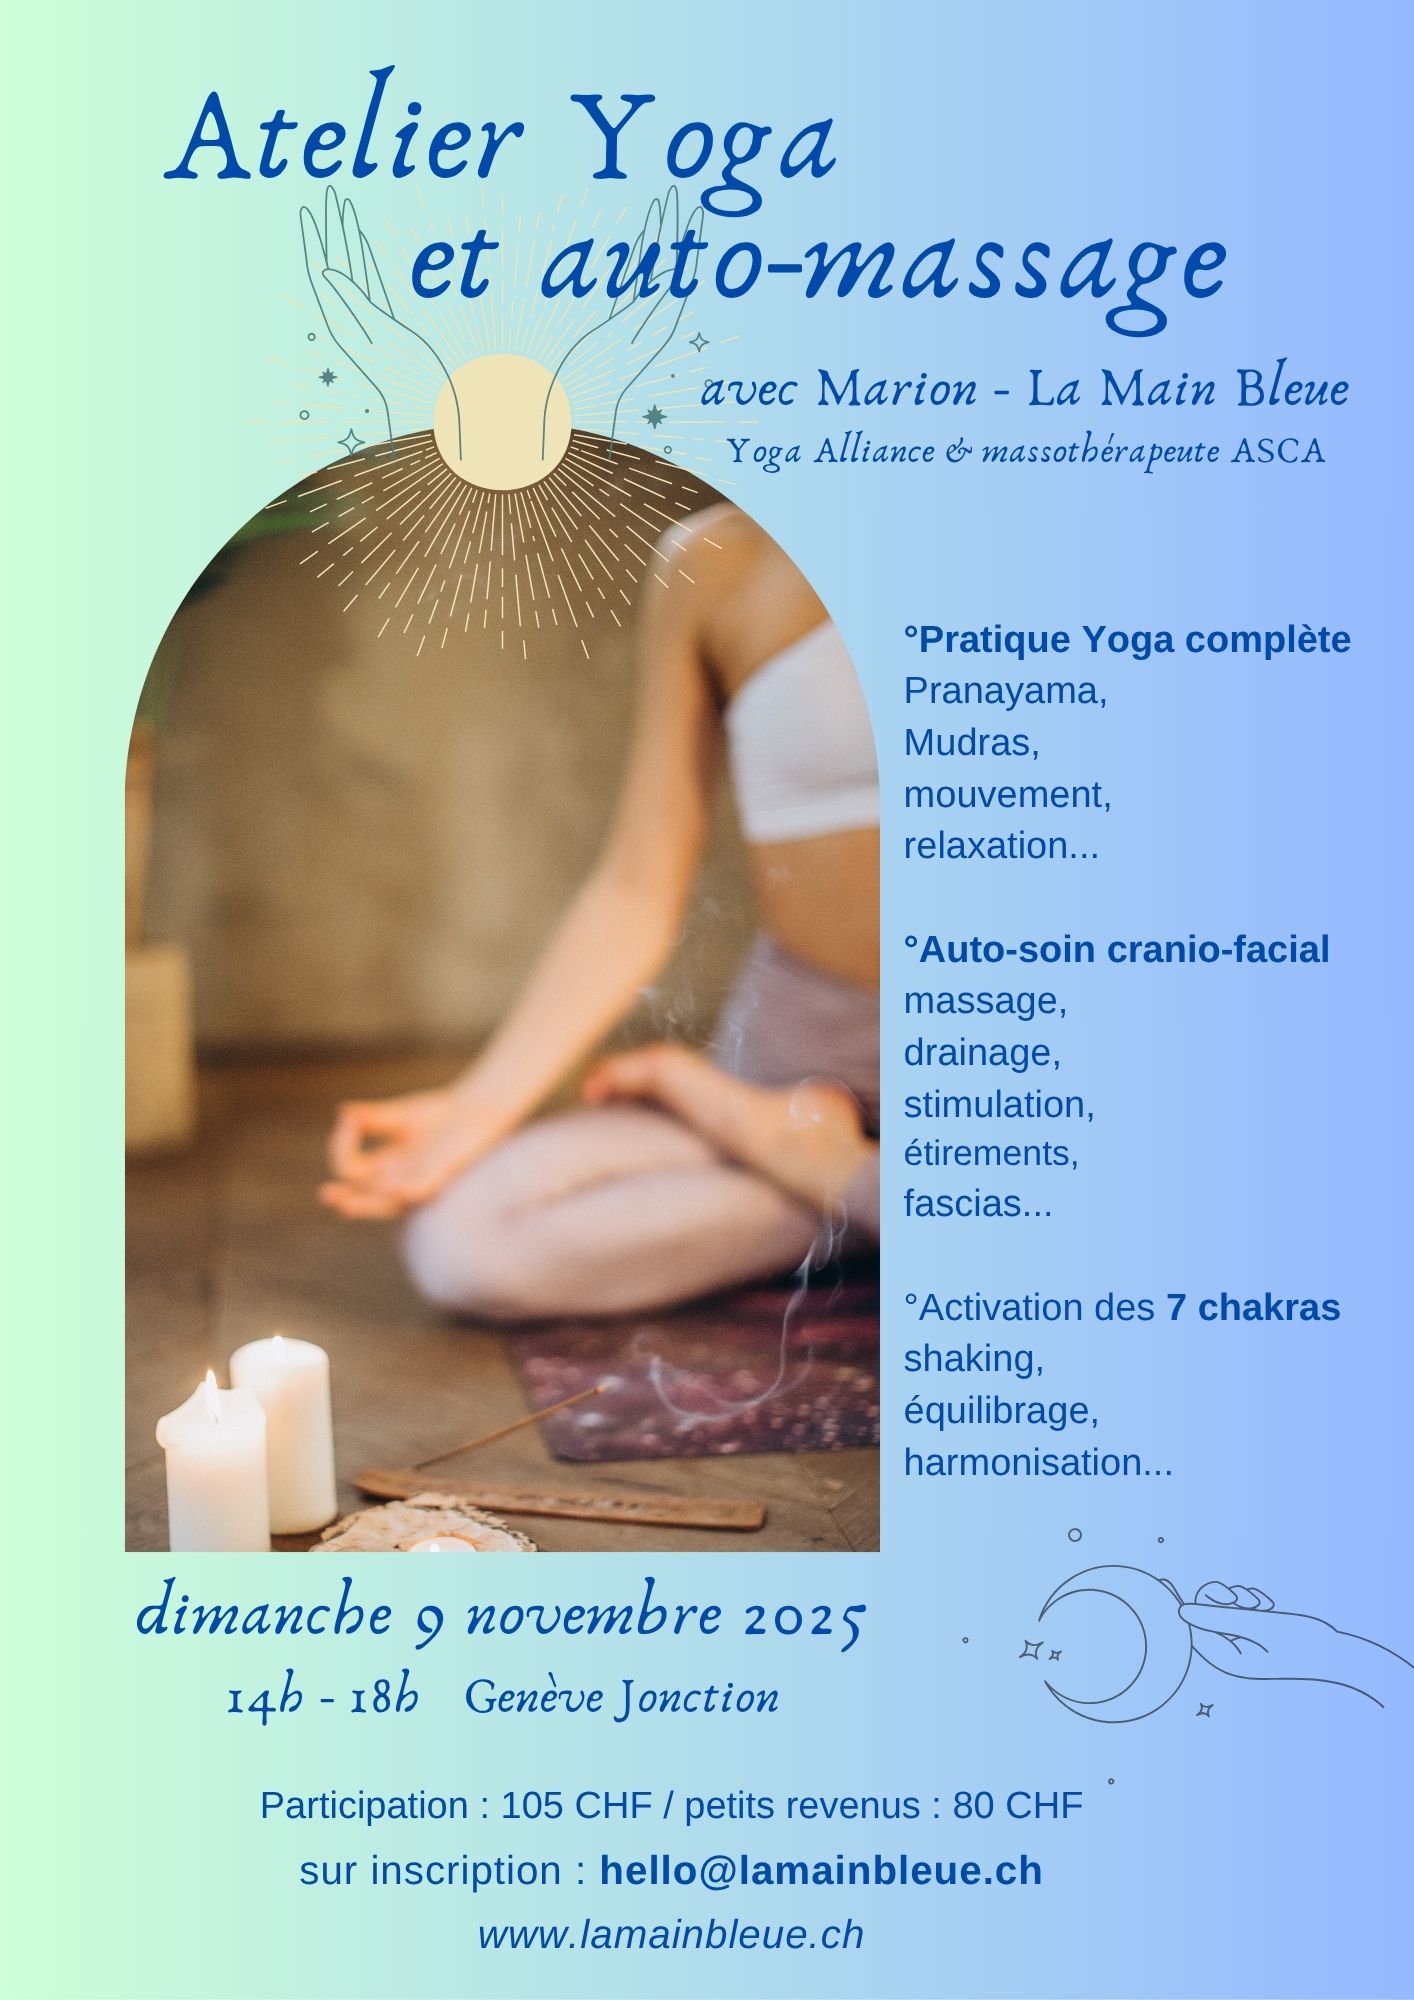 Atelier Yoga
et auto-massage
avec Marion - La Main Bleue
Yoga Alliance & massothérapeute ASCA
°Pratique Yoga complète
Pranayama,
Mudras,
mouvement,
relaxation...
°Auto-soin cranio-facial
massage,
drainage,
stimulation,
étirements,
fascias...
°Activation des 7 chakras
shaking,
équilibrage,
harmonisation...
dimanche 9 novembre 2025
14h - 18h Genève Jonction
Participation : 105 CHF / petits revenus : 80 CHF
sur inscription : hello@lamainbleue.ch
www.lamainbleue.ch